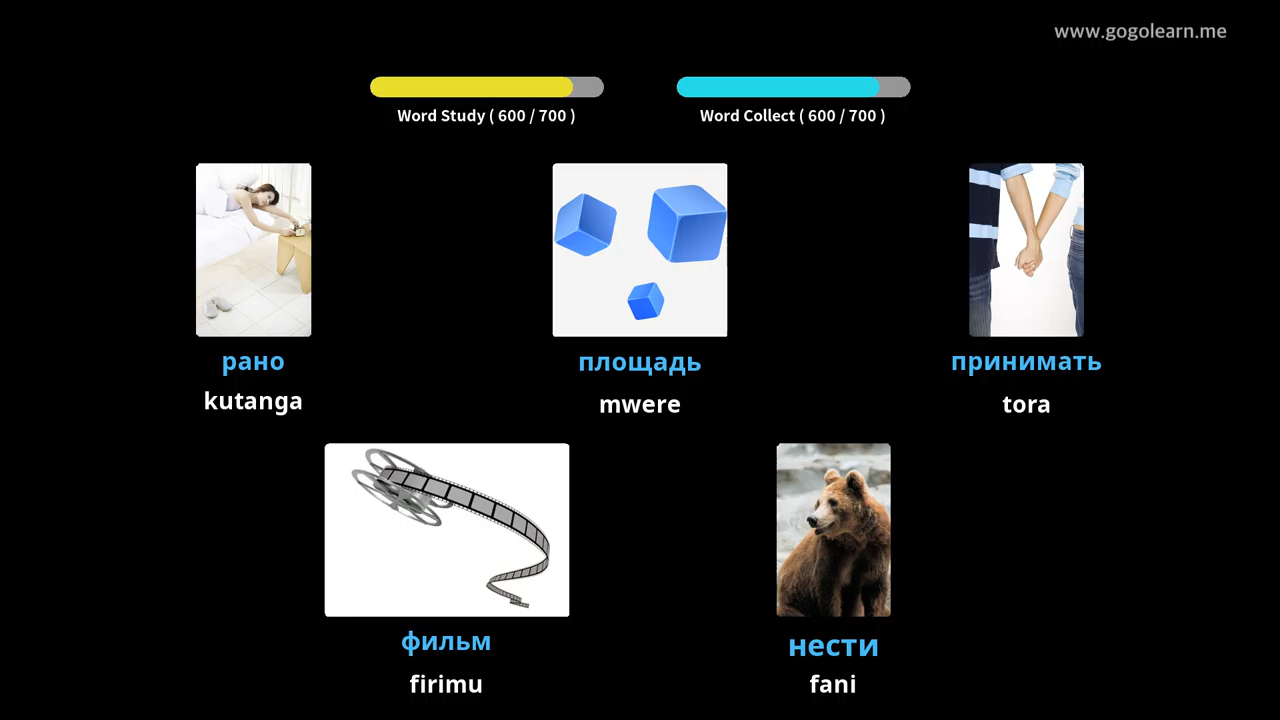 www.gogolearn.me
Word Study ( 600 / 700 )
Word Collect ( 600 / 700 )
рано
kutanga
площадь
mwere
принимать
tora
фильм
firimu
нести
fani